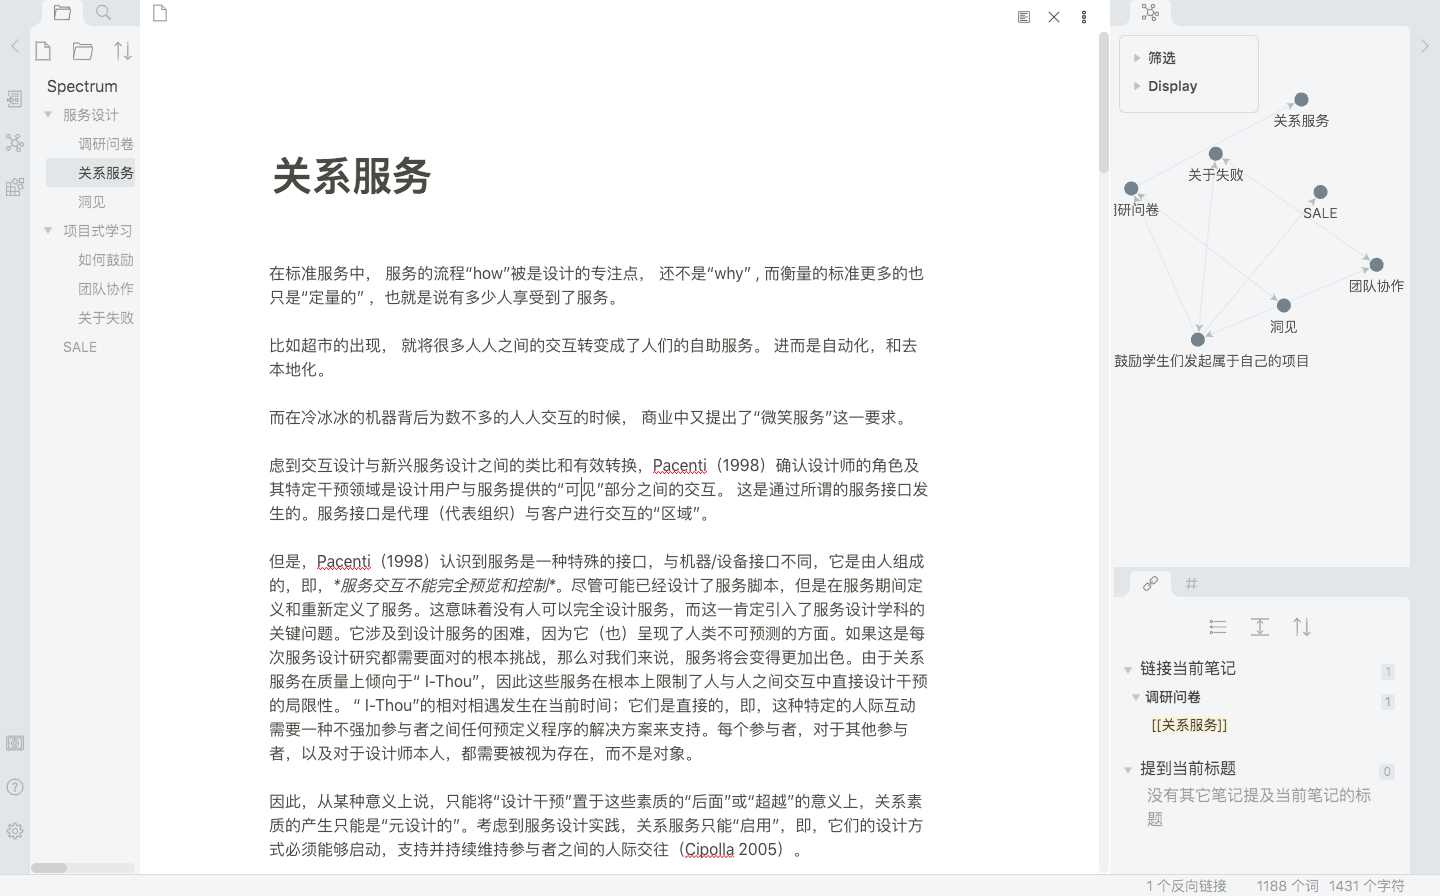 Spectrum
服务设计
调研问卷
关系服务
洞见
项目式学习
如何鼓励
团队协作
关于失败
SALE
关系服务
在标准服务中， 服务的流程“how”被是设计的专注点， 还不是“why” , 而衡量的标准更多的也
只是“定量的” ，也就是说有多少人享受到了服务。
比如超市的出现， 就将很多人人之间的交互转变成了人们的自助服务。 进而是自动化，和去
本地化。
而在冷冰冰的机器背后为数不多的人人交互的时候， 商业中又提出了“微笑服务”这一要求。
虑到交互设计与新兴服务设计之间的类比和有效转换，Pacenti（1998）确认设计师的角色及
其特定干预领域是设计用户与服务提供的“可见”部分之间的交互。 这是通过所谓的服务接口发
生的。服务接口是代理（代表组织）与客户进行交互的“区域”。
但是，Pacenti（1998）认识到服务是一种特殊的接口，与机器/设备接口不同，它是由人组成
的，即，*服务交互不能完全预览和控制*。尽管可能已经设计了服务脚本，但是在服务期间定
义和重新定义了服务。这意味着没有人可以完全设计服务，而这一肯定引入了服务设计学科的
关键问题。它涉及到设计服务的困难，因为它（也）呈现了人类不可预测的方面。如果这是每
次服务设计研究都需要面对的根本挑战，那么对我们来说，服务将会变得更加出色。由于关系
服务在质量上倾向于“ I-Thou”，因此这些服务在根本上限制了人与人之间交互中直接设计干预
的局限性。 “ I-Thou”的相对相遇发生在当前时间；它们是直接的，即，这种特定的人际互动
需要一种不强加参与者之间任何预定义程序的解决方案来支持。每个参与者，对于其他参与
者，以及对于设计师本人，都需要被视为存在，而不是对象。
因此，从某种意义上说，只能将“设计干预”置于这些素质的“后面”或“超越”的意义上，关系素
质的产生只能是“元设计的”。考虑到服务设计实践，关系服务只能“启用”，即，它们的设计方
式必须能够启动，支持并持续维持参与者之间的人际交往（Cipolla 2005）。
筛选
Display
关系服务
关于失败
调研问卷
SALE
团队协作
洞见
鼓励学生们发起属于自己的项目
#
链接当前笔记 1
调研问卷 1
[[关系服务]]
提到当前标题 0
没有其它笔记提及当前笔记的标
题
1 个反向链接 1188 个词 1431 个字符